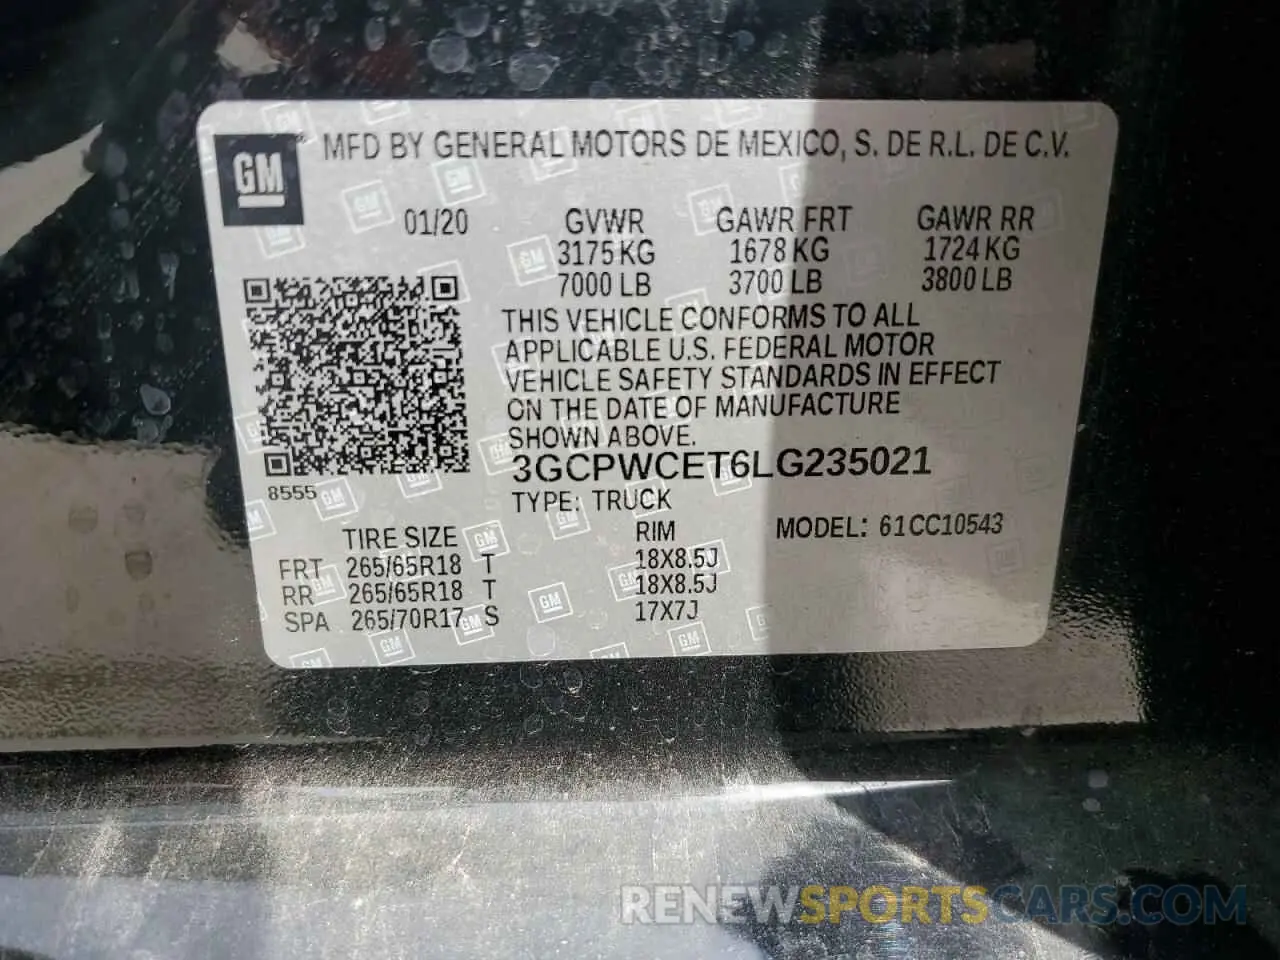 GM MFD BY GENERAL MOTORS DE MEXICO, S. DE R.L. DE C.V.
01/20 GVWR GAWR FRT GAWR RR
3175 KG 1678 KG 1724 KG
7000 LB 3700 LB 3800 LB
THIS VEHICLE CONFORMS TO ALL
APPLICABLE U.S. FEDERAL MOTOR
VEHICLE SAFETY STANDARDS IN EFFECT
ON THE DATE OF MANUFACTURE
SHOWN ABOVE.
3GCPWCET6LG235021
8555
TYPE: TRUCK
TIRE SIZE RIM MODEL: 61CC10543
FRT 265/65R18 T 18X8.5J
RR 265/65R18 T 18X8.5J
SPA 265/70R17 S 17X7J
RENEWSPORTSCARS.COM